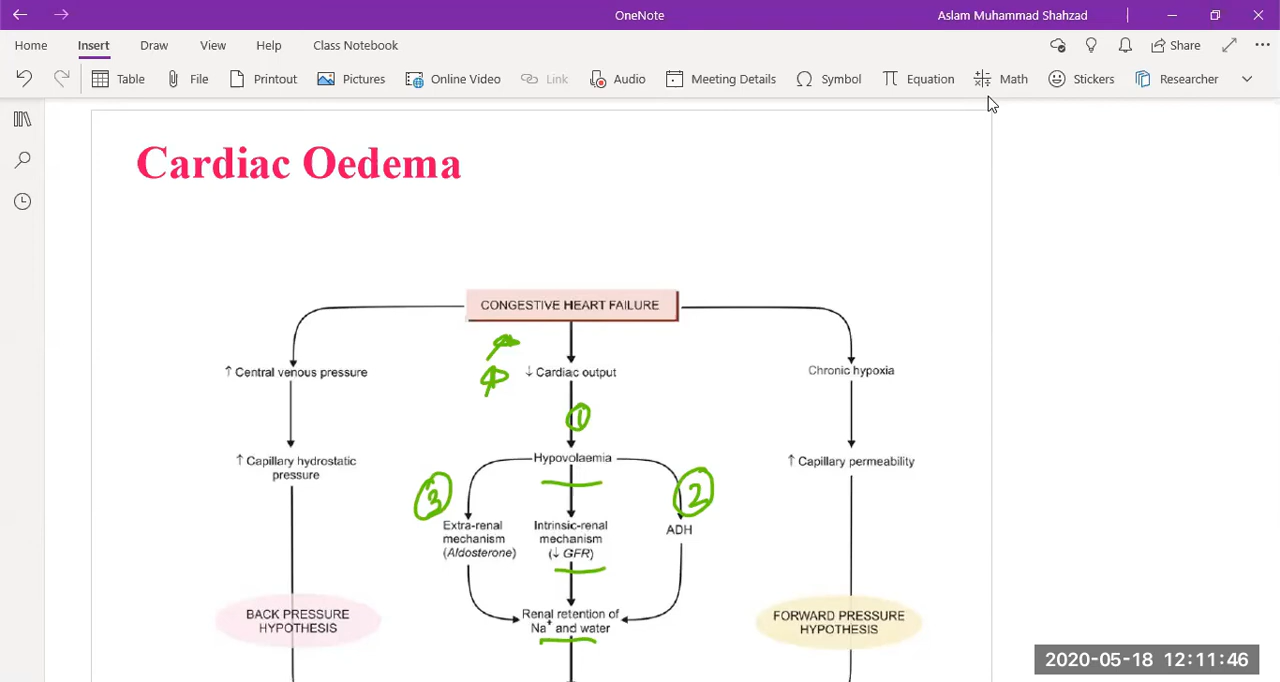 OneNote
Aslam Muhammad Shahzad
Home Insert Draw View Help Class Notebook Share
Table File Printout Pictures Online Video Link Audio Meeting Details Symbol Equation Math Stickers Researcher
Cardiac Oedema
CONGESTIVE HEART FAILURE
↑ Central venous pressure
↓ Cardiac output
Chronic hypoxia
1
↑ Capillary hydrostatic
pressure
Hypovolaemia
↑ Capillary permeability
3
2
Extra-renal
mechanism
(Aldosterone)
Intrinsic-renal
mechanism
(↓ GFR)
ADH
BACK PRESSURE
HYPOTHESIS
Renal retention of
Na+ and water
FORWARD PRESSURE
HYPOTHESIS
2020-05-18 12:11:46